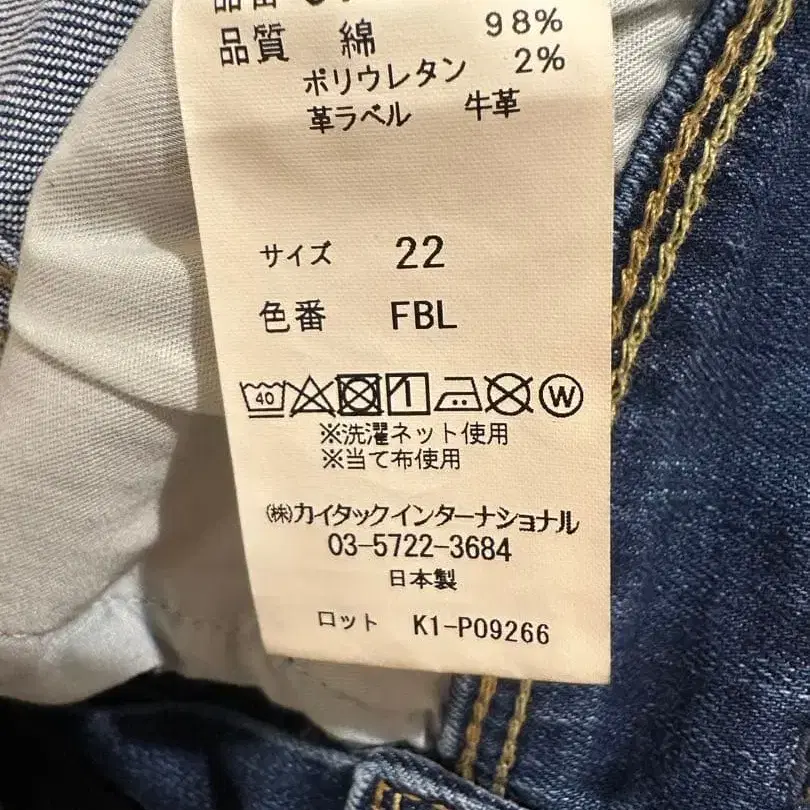 品番
品質 綿 98%
ポリウレタン 2%
革ラベル 牛革
サイズ 22
色番 FBL
40 W
※洗濯ネット使用
※当て布使用
㈱カイタックインターナショナル
03-5722-3684
日本製
ロット K1-P09266